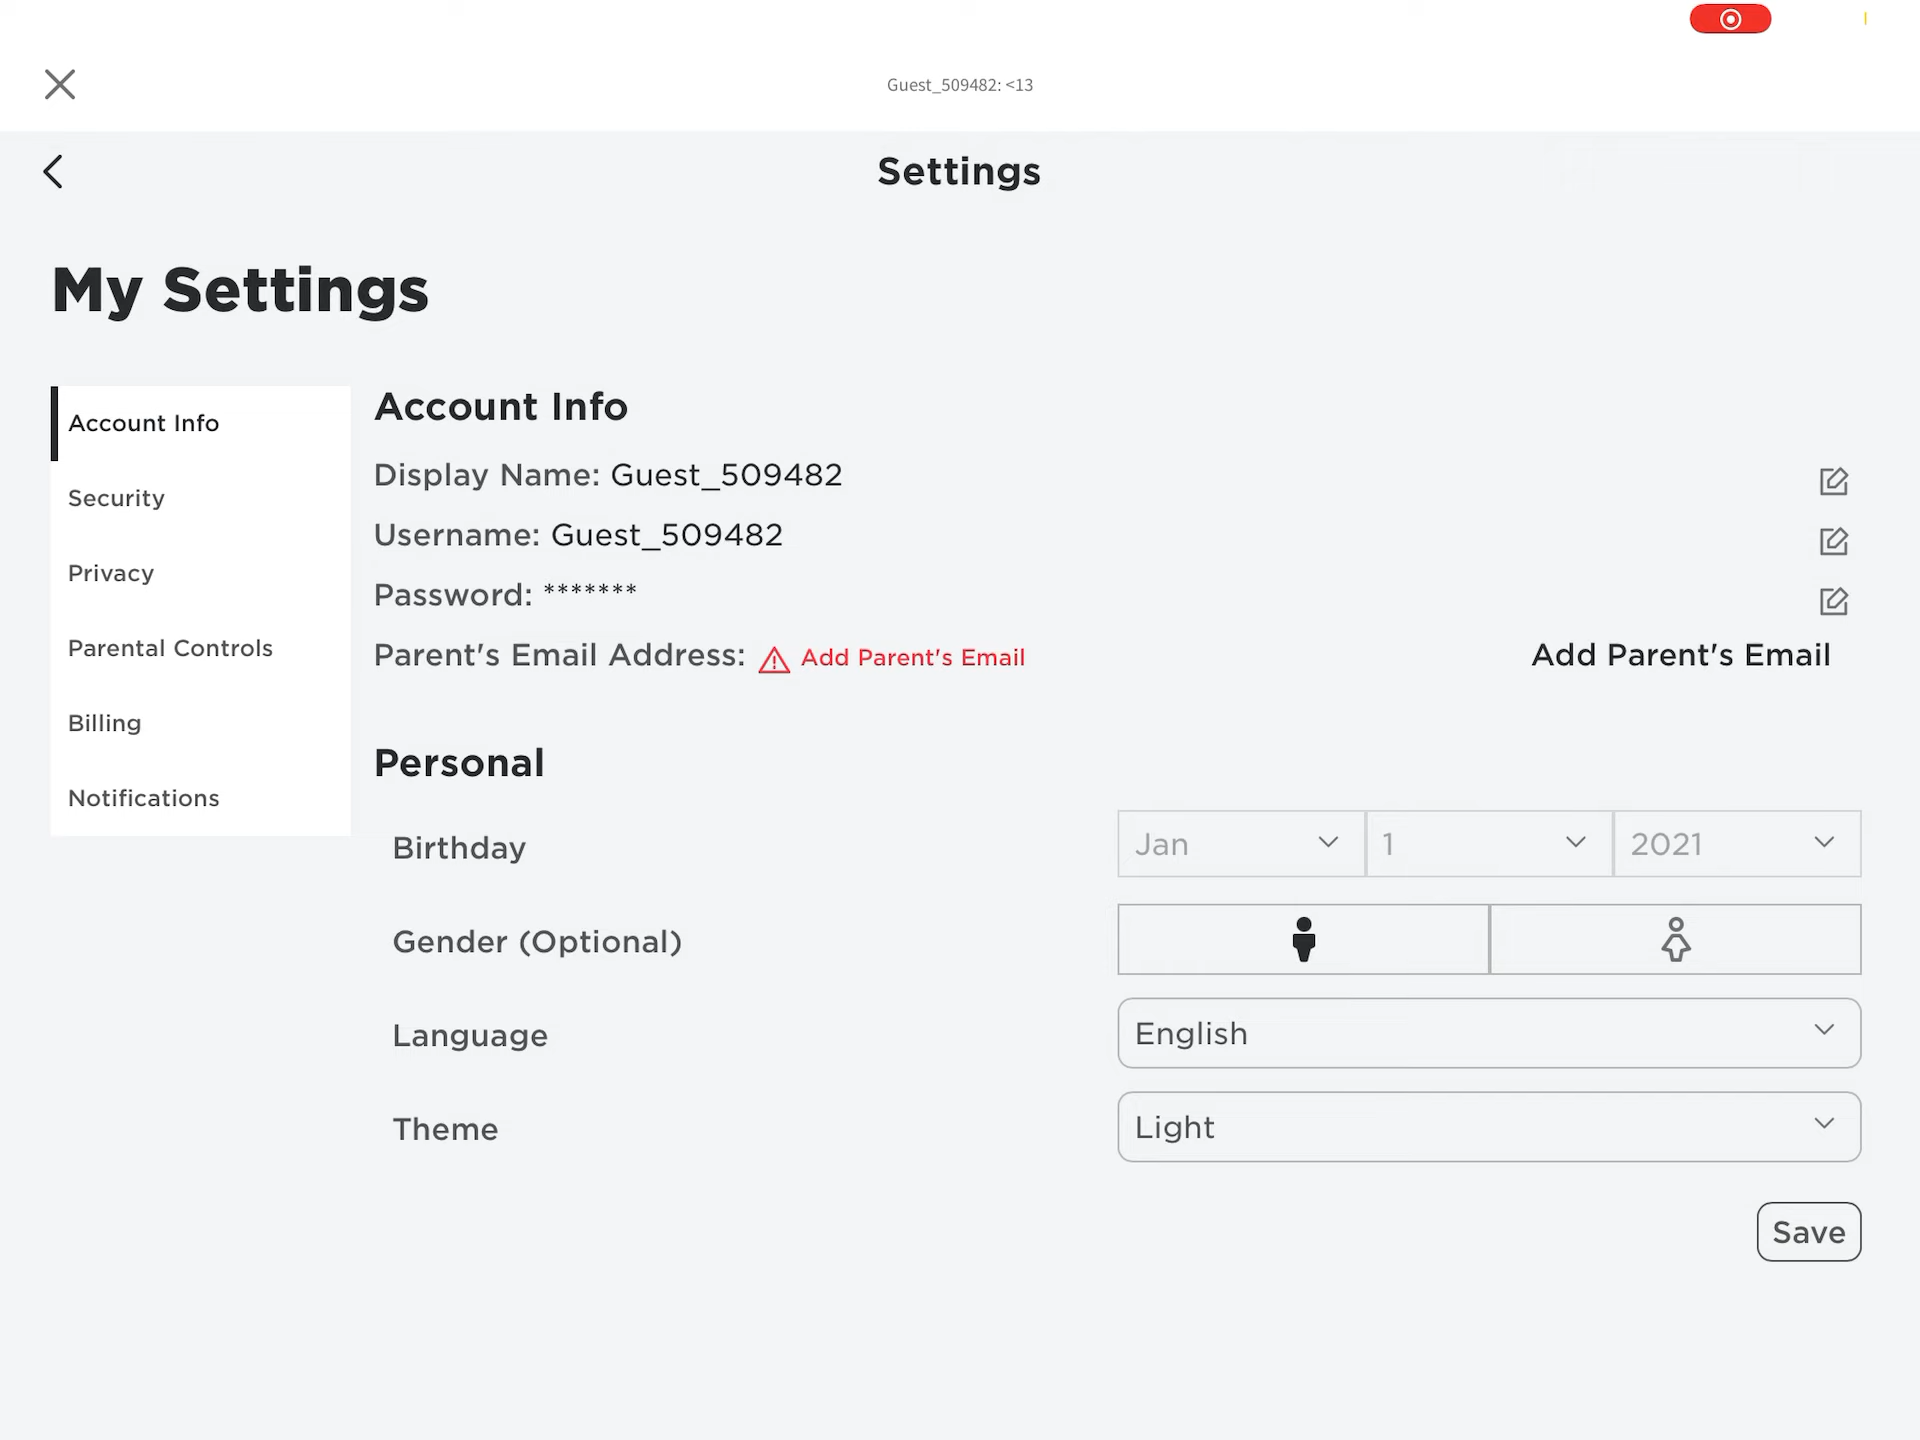 Guest_509482: <13
Settings
My Settings
Account Info
Security
Privacy
Parental Controls
Billing
Notifications
Account Info
Display Name: Guest_509482
Username: Guest_509482
Password: *******
Parent's Email Address: Add Parent's Email Add Parent's Email
Personal
Birthday Jan 1 2021
Gender (Optional)
Language English
Theme Light
Save